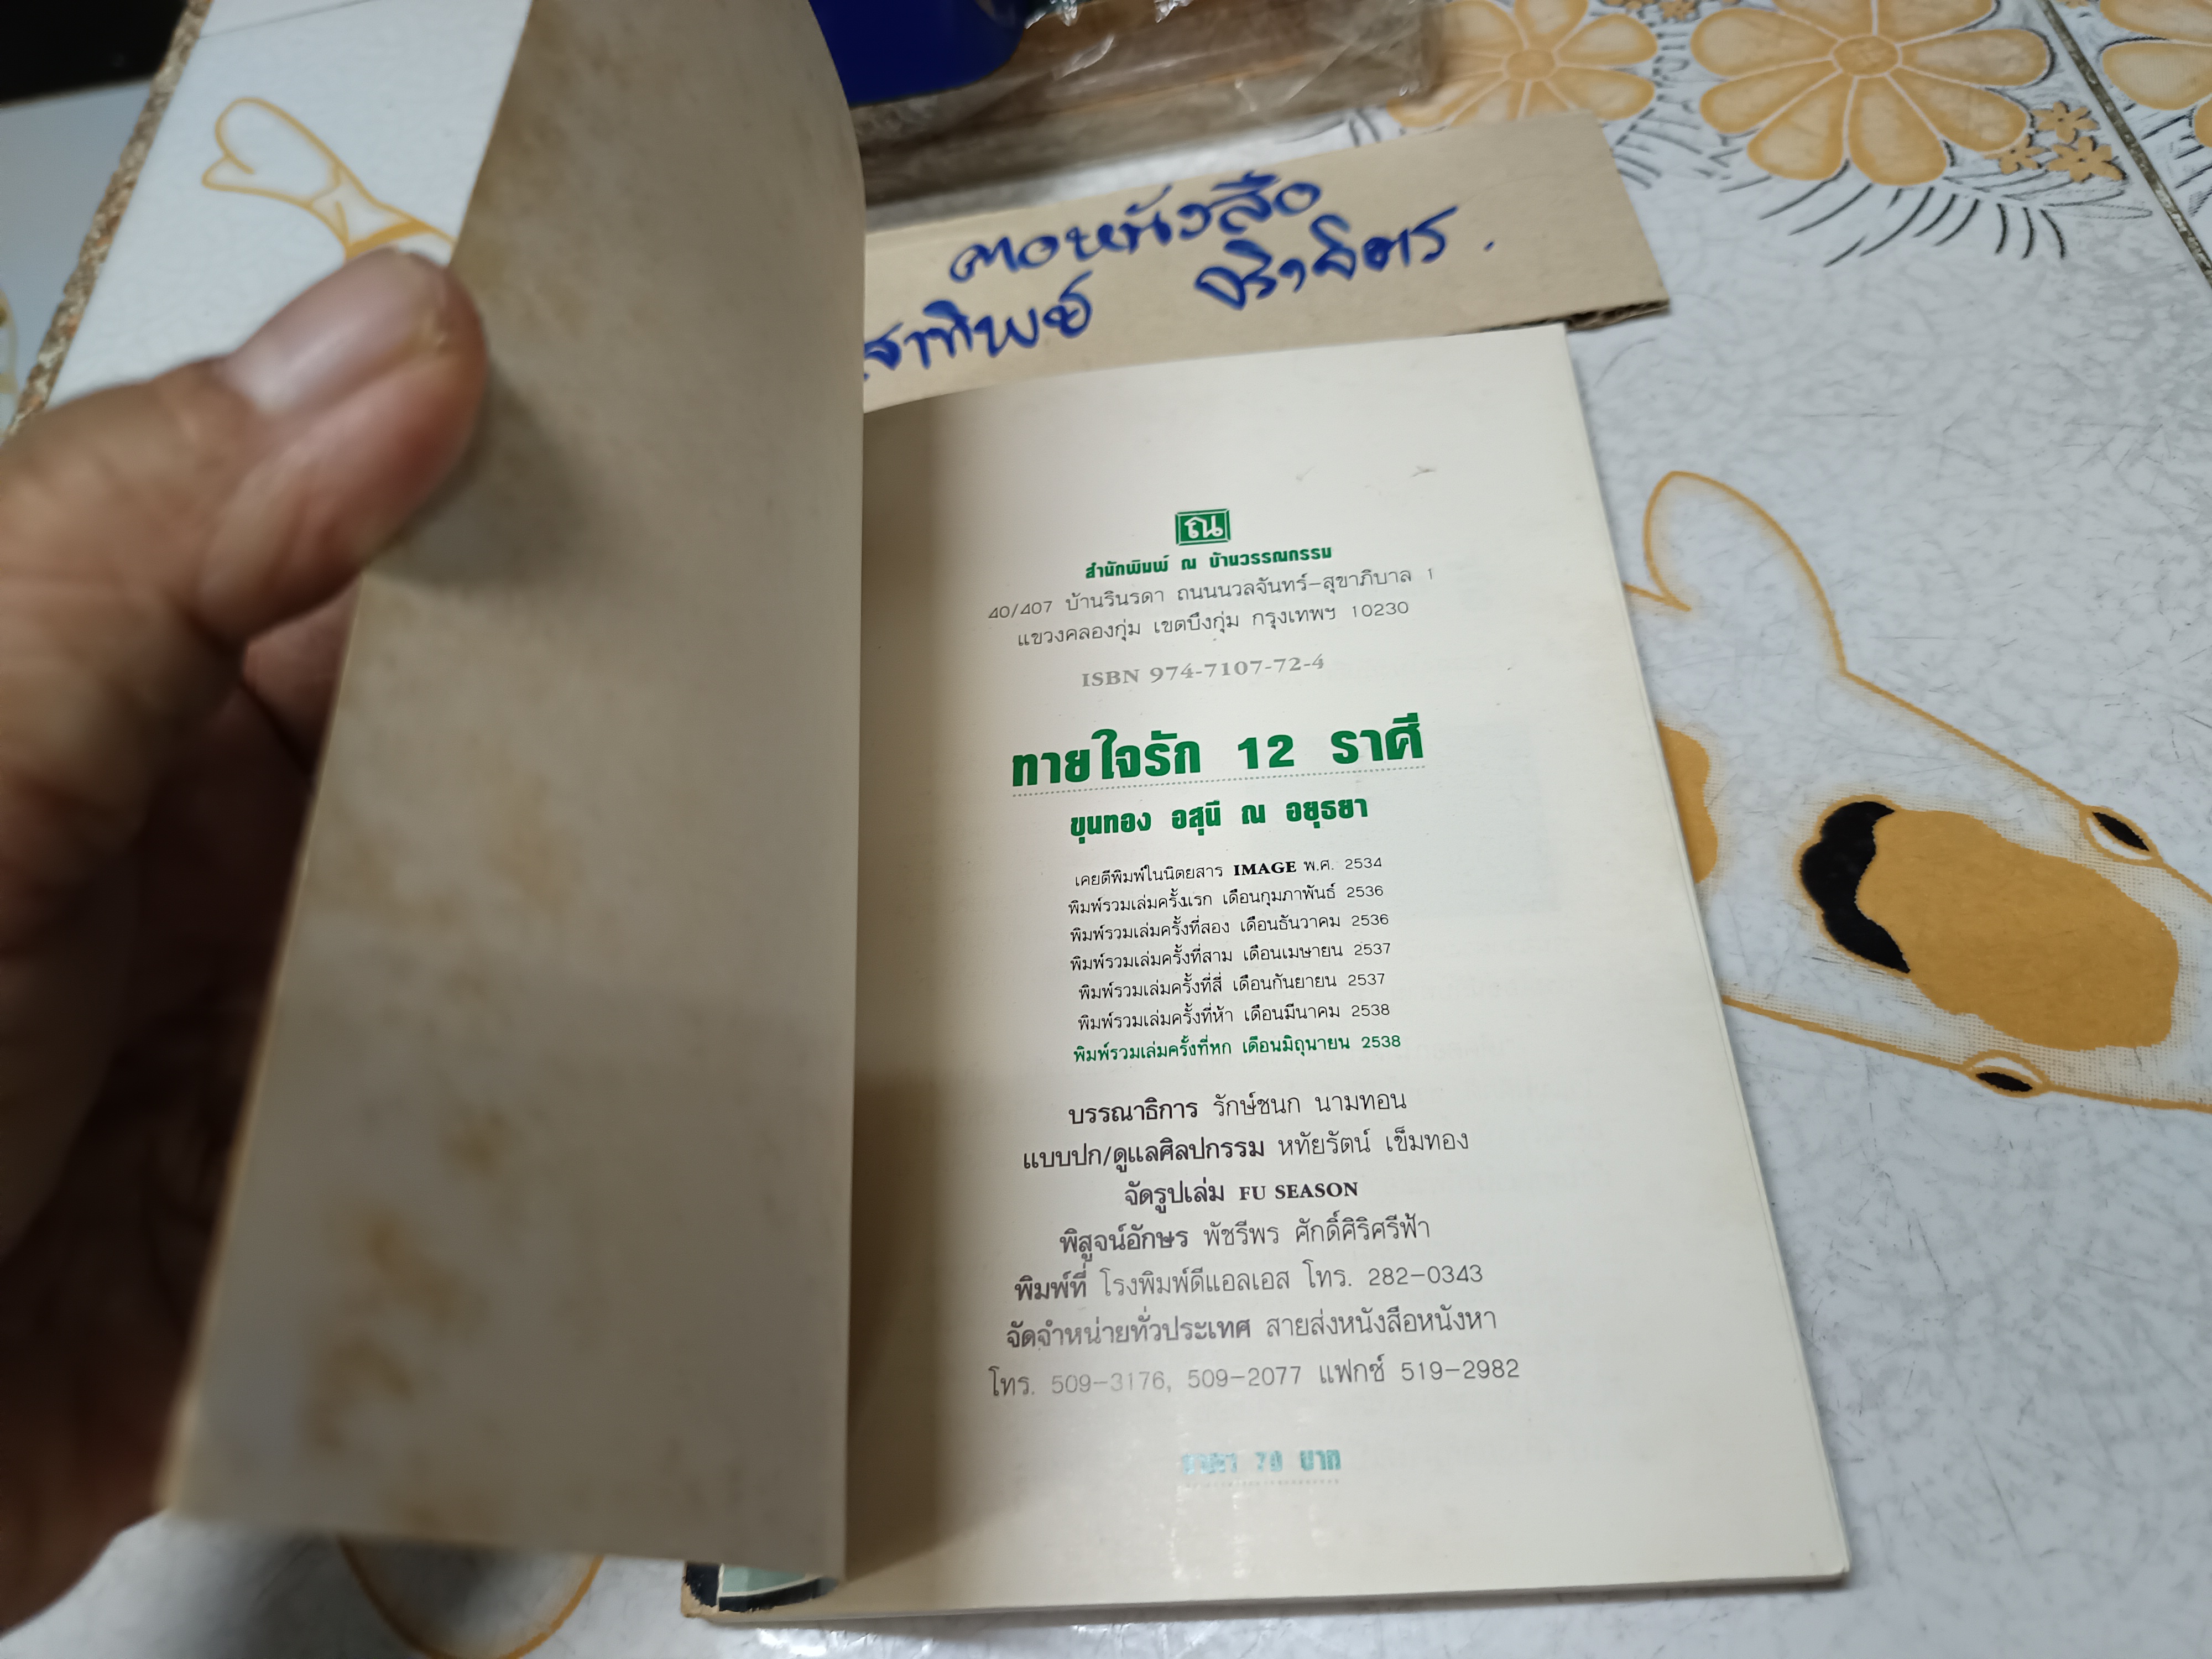 คอหนังสือ
ณ
สำนักพิมพ์ ณ บ้านวรรณกรรม
40/407 บ้านรินรดา ถนนนวลจันทร์-สุขาภิบาล 1
แขวงคลองกุ่ม เขตบึงกุ่ม กรุงเทพฯ 10230
ISBN 974-7107-72-4
ทายใจรัก 12 ราศี
ขุนทอง อสุนี ณ อยุธยา
เคยตีพิมพ์ในนิตยสาร IMAGE พ.ศ. 2534
พิมพ์รวมเล่มครั้งแรก เดือนกุมภาพันธ์ 2536
พิมพ์รวมเล่มครั้งที่สอง เดือนธันวาคม 2536
พิมพ์รวมเล่มครั้งที่สาม เดือนเมษายน 2537
พิมพ์รวมเล่มครั้งที่สี่ เดือนกันยายน 2537
พิมพ์รวมเล่มครั้งที่ห้า เดือนมีนาคม 2538
พิมพ์รวมเล่มครั้งที่หก เดือนมิถุนายน 2538
บรรณาธิการ รักษ์ชนก นามทอน
แบบปก/ดูแลศิลปกรรม หทัยรัตน์ เข็มทอง
จัดรูปเล่ม FU SEASON
พิสูจน์อักษร พัชรีพร ศักดิ์ศิริศรีฟ้า
พิมพ์ที่ โรงพิมพ์ดีแอลเอส โทร. 282-0343
จัดจำหน่ายทั่วประเทศ สายส่งหนังสือหนังหา
โทร. 509-3176, 509-2077 แฟกซ์ 519-2982
ราคา 70 บาท